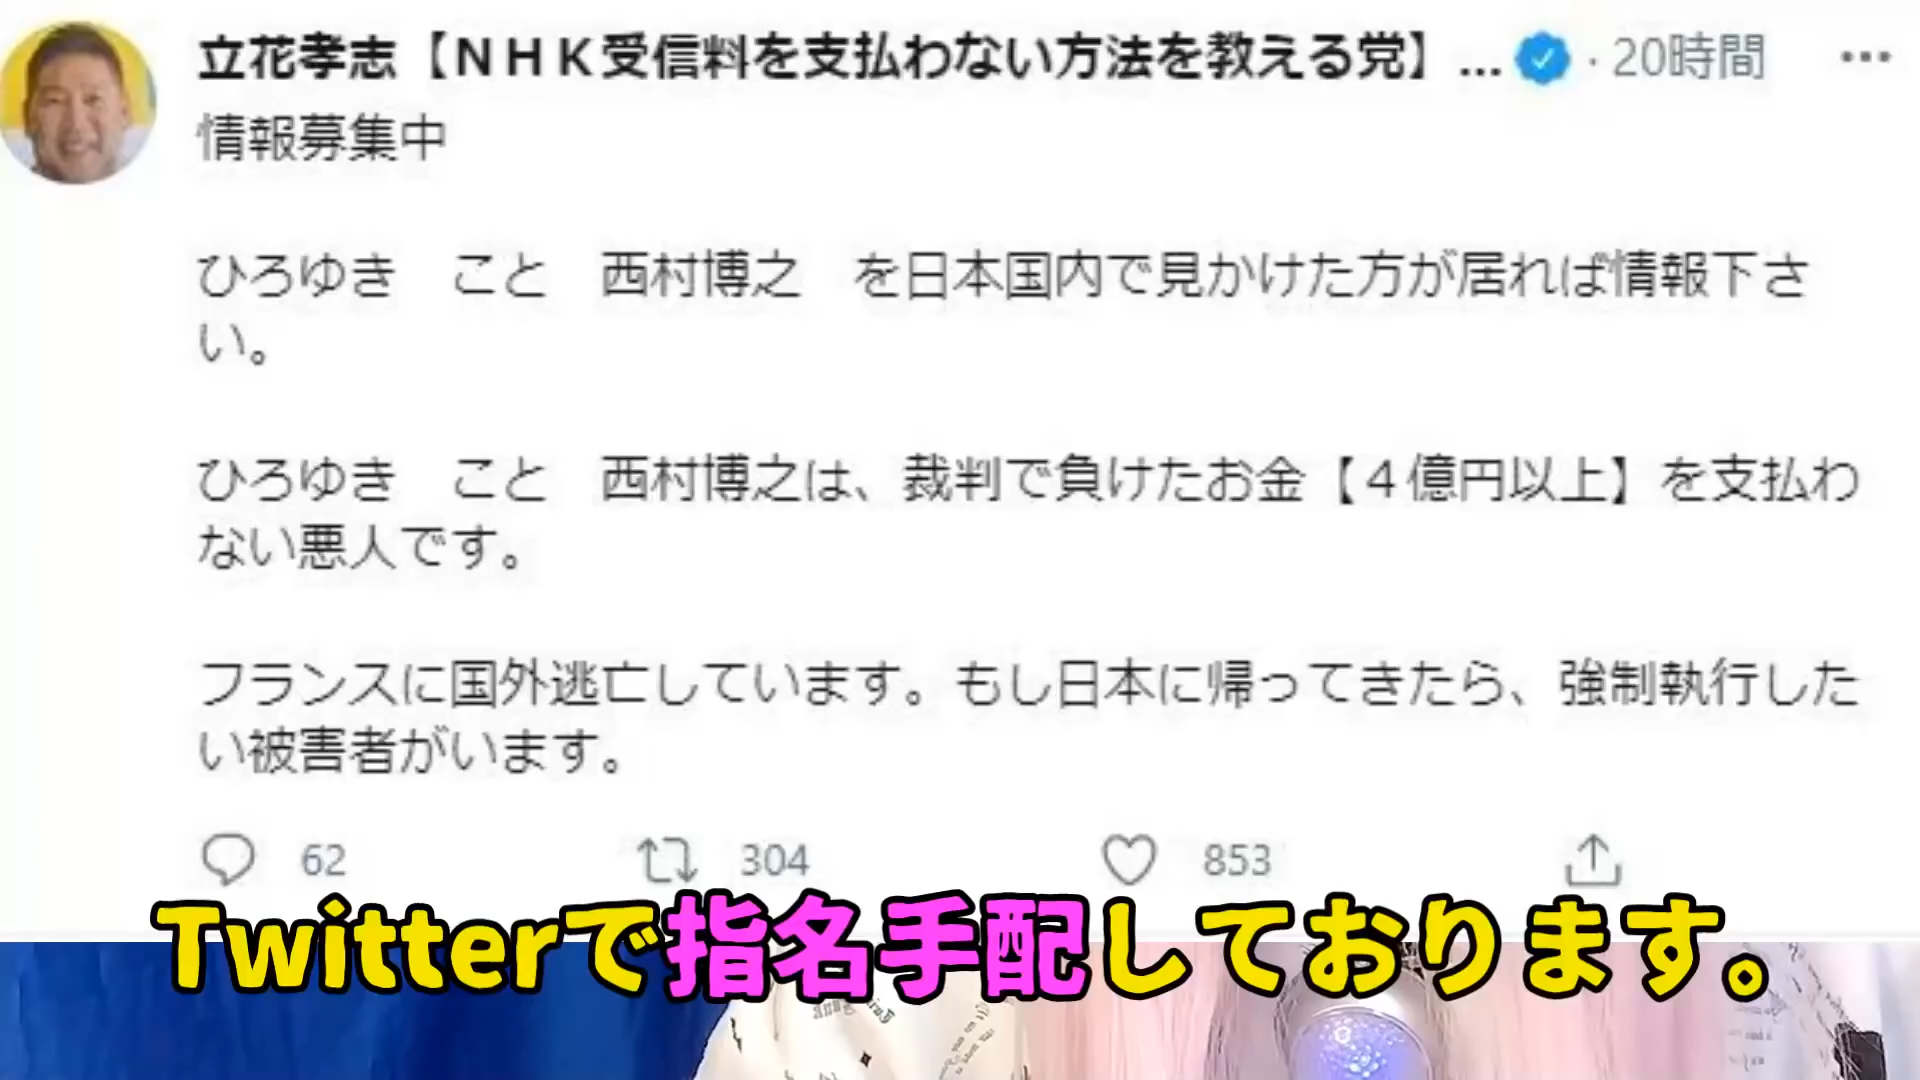 立花孝志【ＮＨＫ受信料を支払わない方法を教える党】 ... · 20時間 ···
情報募集中
ひろゆき　こと　西村博之　を日本国内で見かけた方が居れば情報下さ
い。
ひろゆき　こと　西村博之は、裁判で負けたお金【４億円以上】を支払わ
ない悪人です。
フランスに国外逃亡しています。もし日本に帰ってきたら、強制執行した
い被害者がいます。
62 304 853
Twitterで指名手配しております。